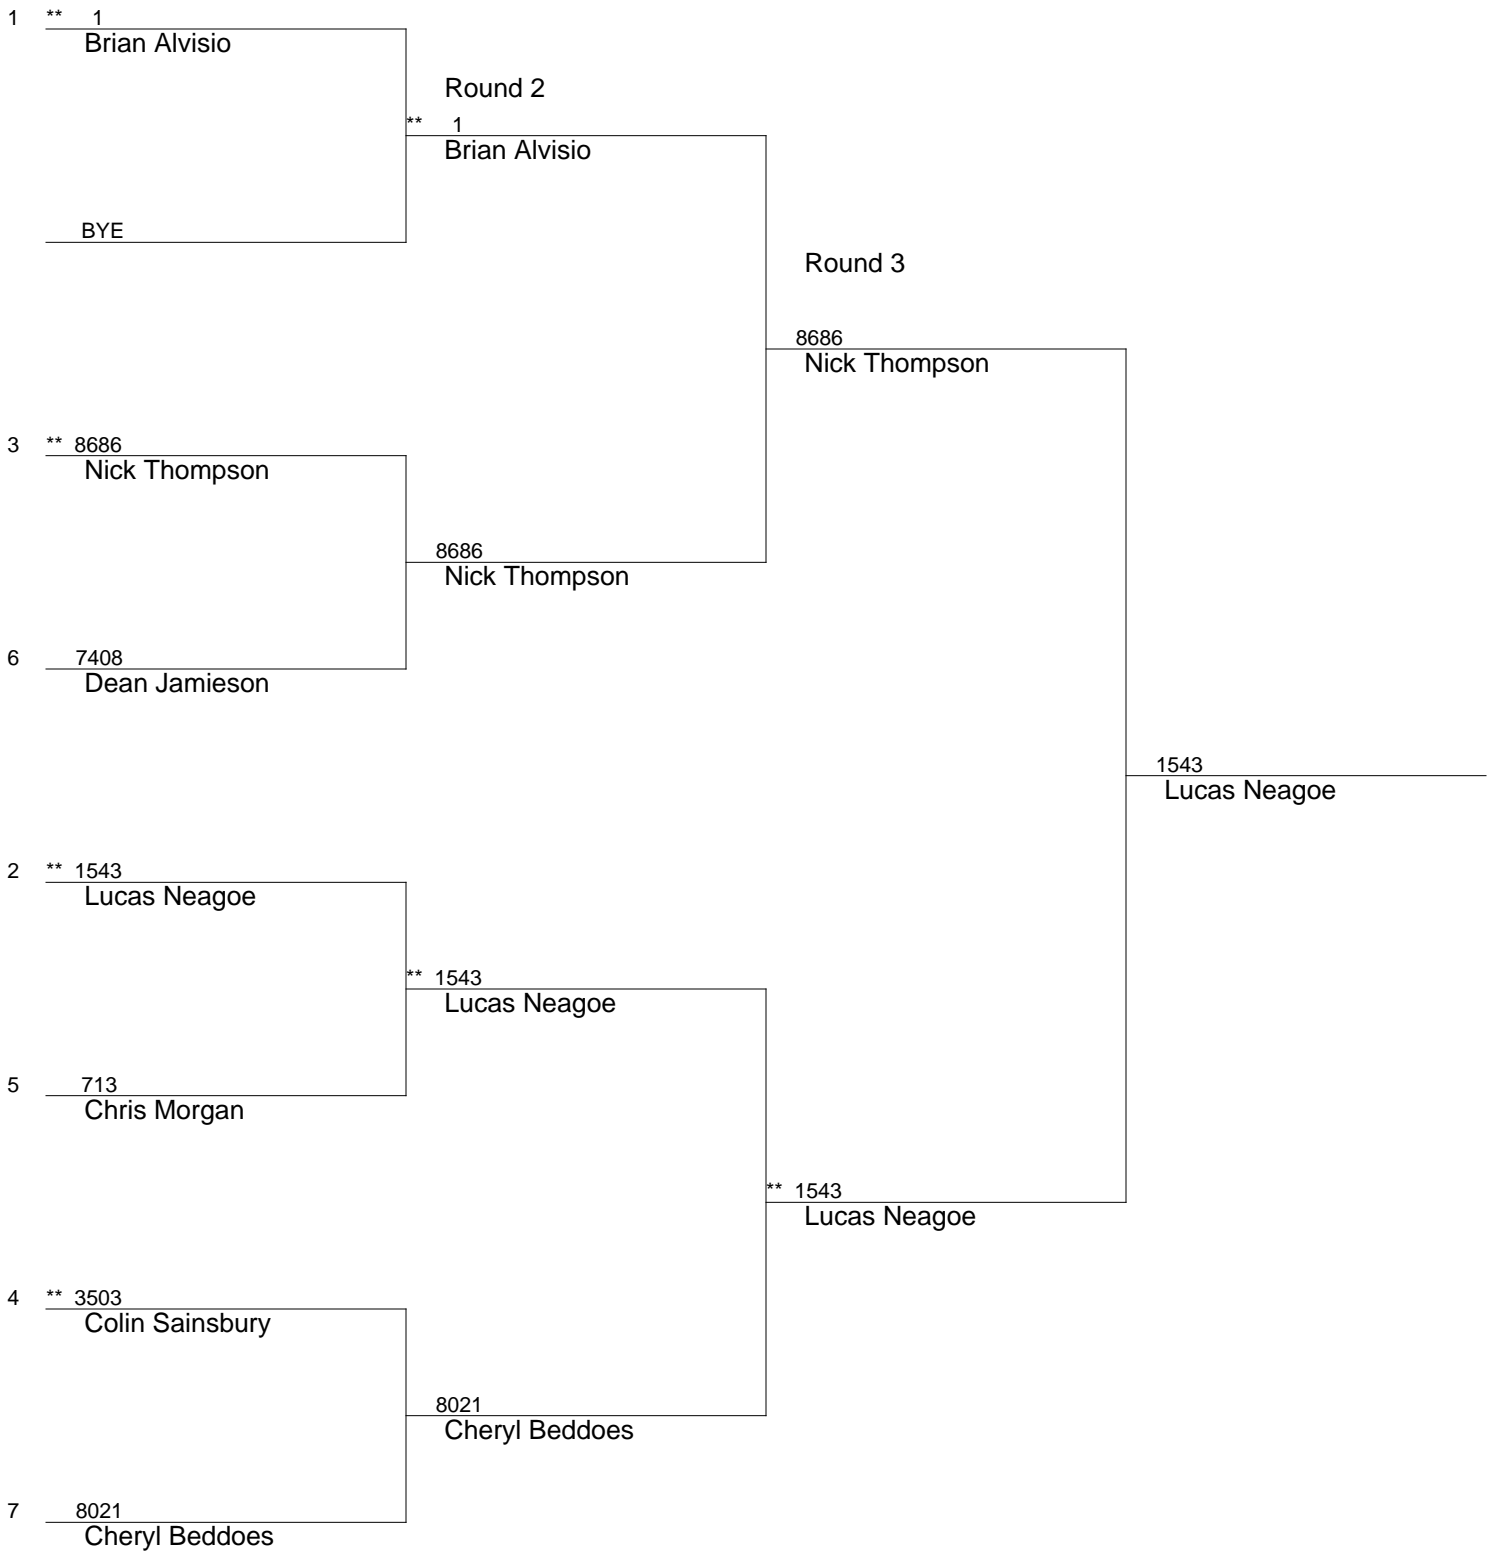 1 ** 1
Brian Alvisio
Round 2
** 1
Brian Alvisio
BYE
Round 3
8686
Nick Thompson
3 ** 8686
Nick Thompson
8686
Nick Thompson
6 7408
Dean Jamieson
1543
Lucas Neagoe
2 ** 1543
Lucas Neagoe
** 1543
Lucas Neagoe
5 713
Chris Morgan
** 1543
Lucas Neagoe
4 ** 3503
Colin Sainsbury
8021
Cheryl Beddoes
7 8021
Cheryl Beddoes